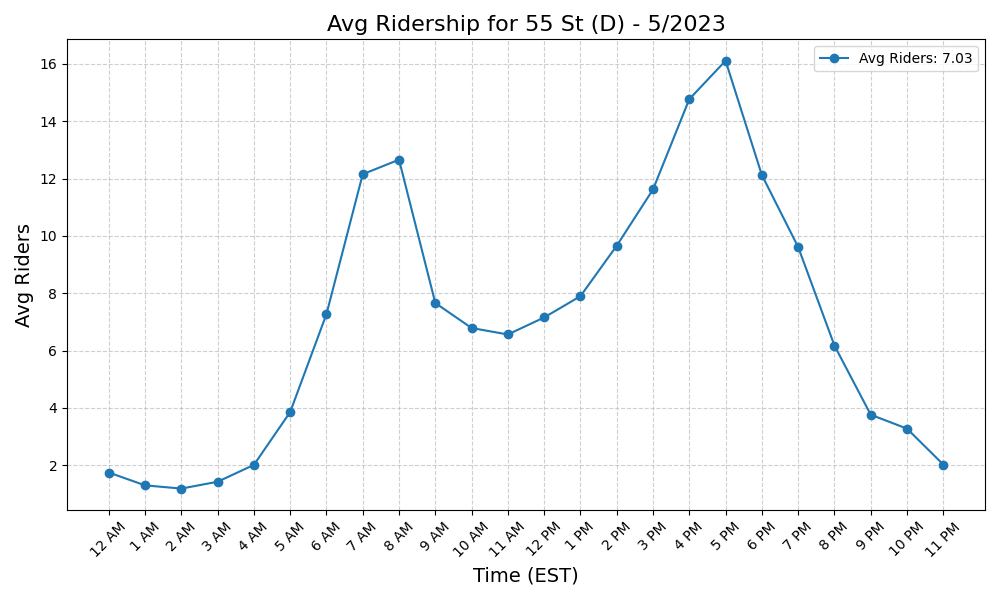 Avg Ridership for 55 St (D) - 5/2023
Avg Riders: 7.03
Avg Riders
16
14
12
10
8
6
4
2
12 AM
1 AM
2 AM
3 AM
4 AM
5 AM
6 AM
7 AM
8 AM
9 AM
10 AM
11 AM
12 PM
1 PM
2 PM
3 PM
4 PM
5 PM
6 PM
7 PM
8 PM
9 PM
10 PM
11 PM
Time (EST)